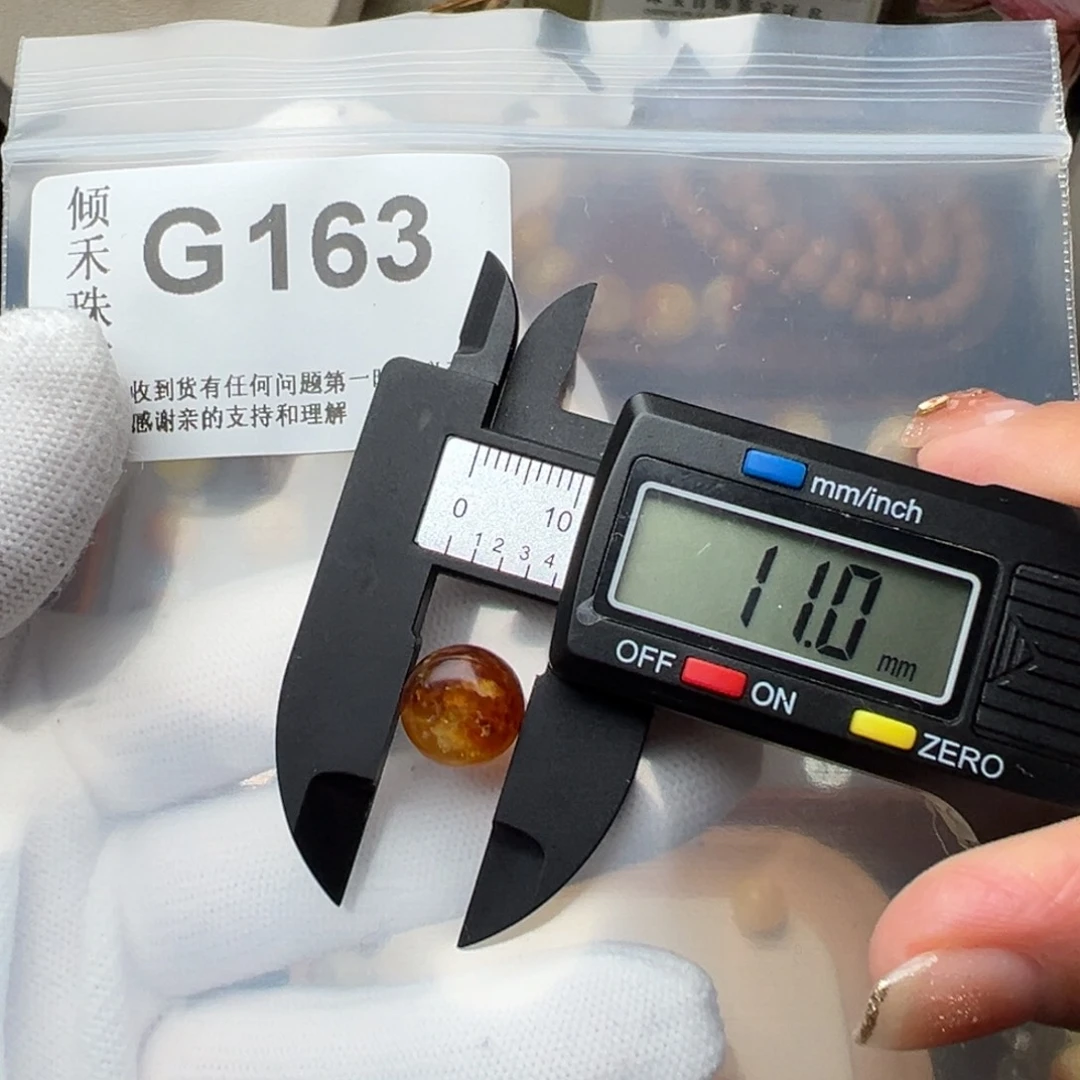 倾禾珠
G163
收到货有任何问题第一时
感谢亲的支持和理解
0 10
1 2 3 4
mm/inch
11.0 mm
OFF ON
ZERO